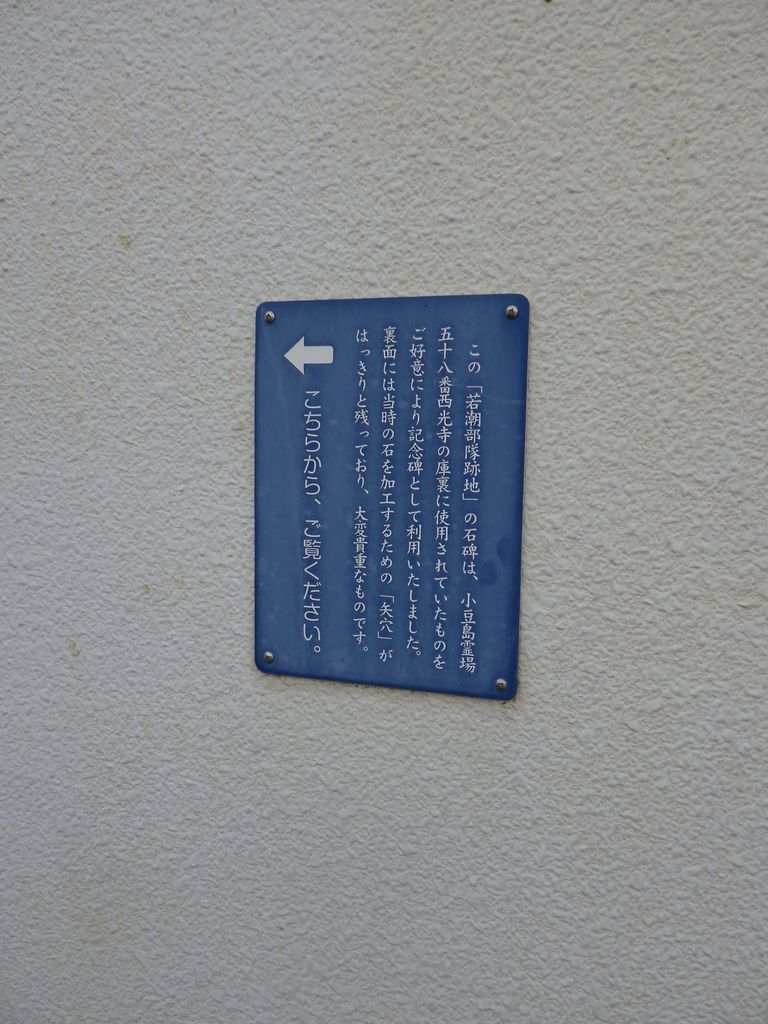 この「若潮部隊跡地」の石碑は、小豆島霊場
五十八番西光寺の庫裏に使用されていたものを
ご好意により記念碑として利用いたしました。
裏面には当時の石を加工するための「矢穴」が
はっきりと残っており、大変貴重なものです。
こちらから、ご覧ください。